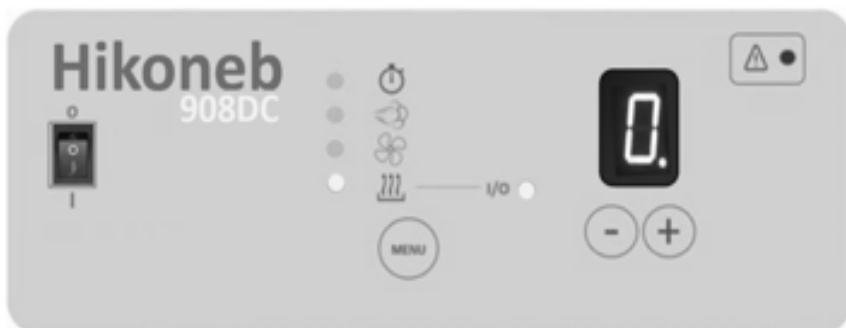 Hikoneb
908DC
O
I
I/O
0.
MENU
- +